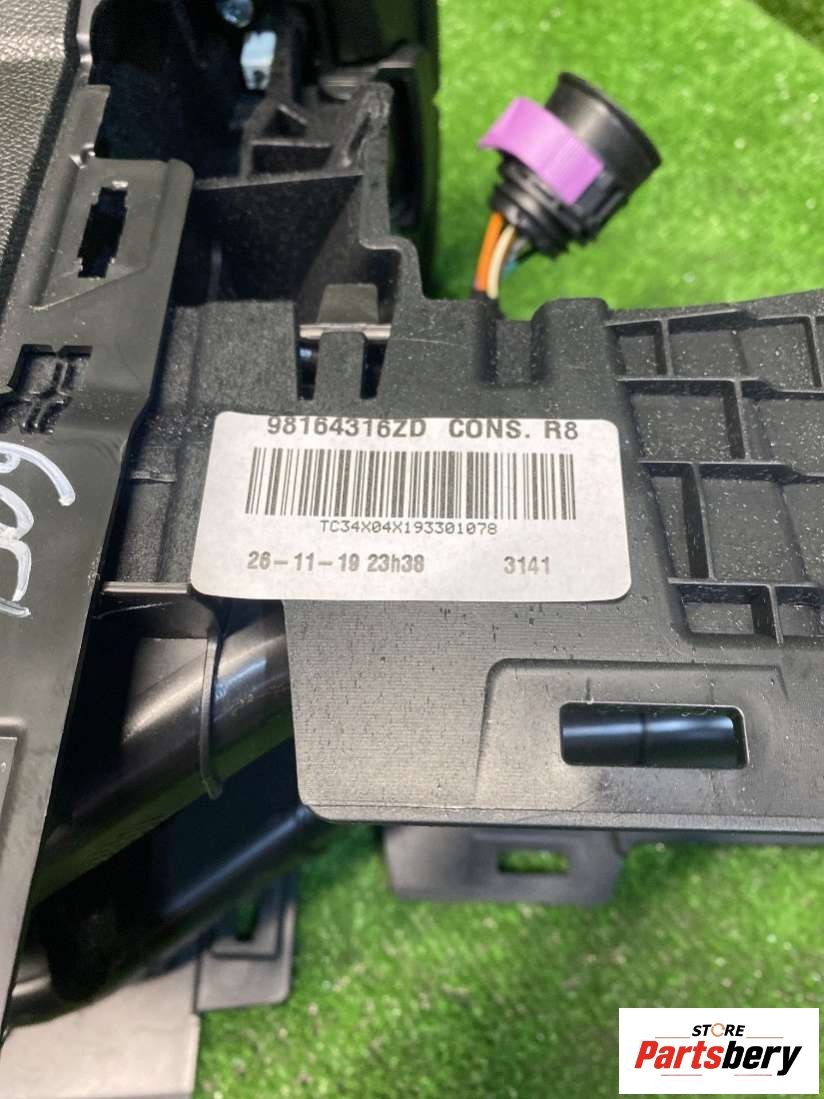 98164316ZD CONS. R8
TC34X04X193301078
26-11-19 23h38 3141
STORE
Partsbery